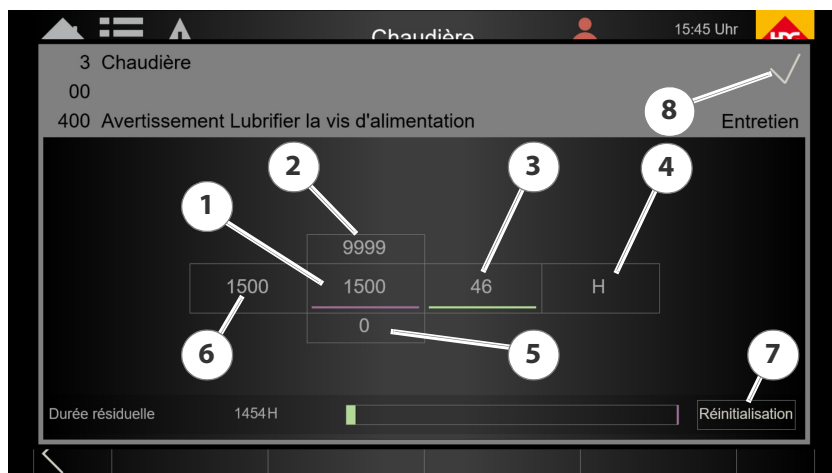 Chaudière
15:45 Uhr
HDG
3 Chaudière
00
400 Avertissement Lubrifier la vis d'alimentation
Entretien
8
2
3
4
1
9999
1500
1500
46
H
0
6
5
7
Durée résiduelle
1454H
Réinitialisation